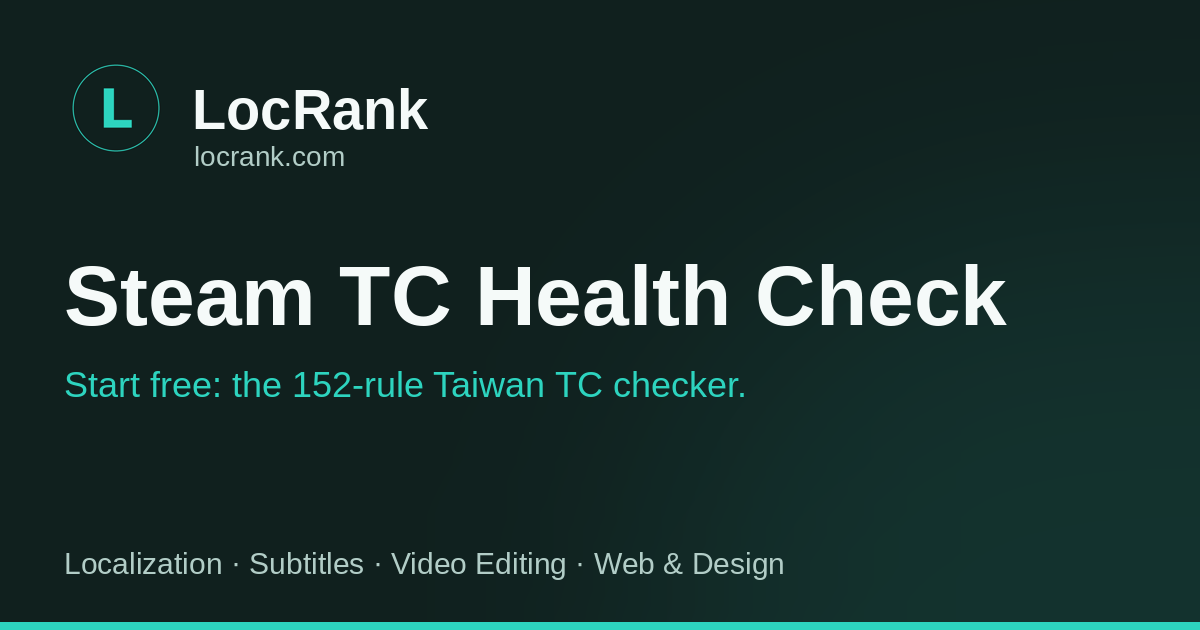 L
LocRank
locrank.com
Steam TC Health Check
Start free: the 152-rule Taiwan TC checker.
Localization · Subtitles · Video Editing · Web & Design